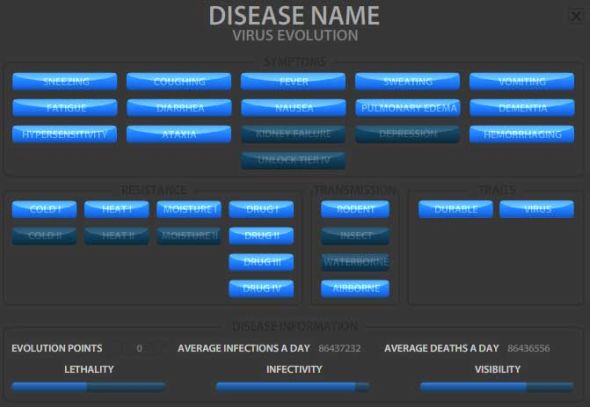 DISEASE NAME
VIRUS EVOLUTION
SYMPTOMS
SNEEZING COUGHING FEVER SWEATING VOMITING
FATIGUE DIARRHEA NAUSEA PULMONARY EDEMA DEMENTIA
HYPERSENSITIVITY ATAXIA KIDNEY FAILURE DEPRESSION HEMORRHAGING
UNLOCK TIER IV
RESISTANCE TRANSMISSION TRAITS
COLD I HEAT I MOISTURE I DRUG I RODENT DURABLE VIRUS
COLD II HEAT II MOISTURE II DRUG II INSECT
DRUG III WATERBORNE
DRUG IV AIRBORNE
DISEASE INFORMATION
EVOLUTION POINTS 0 AVERAGE INFECTIONS A DAY 86437232 AVERAGE DEATHS A DAY 86436556
LETHALITY INFECTIVITY VISIBILITY